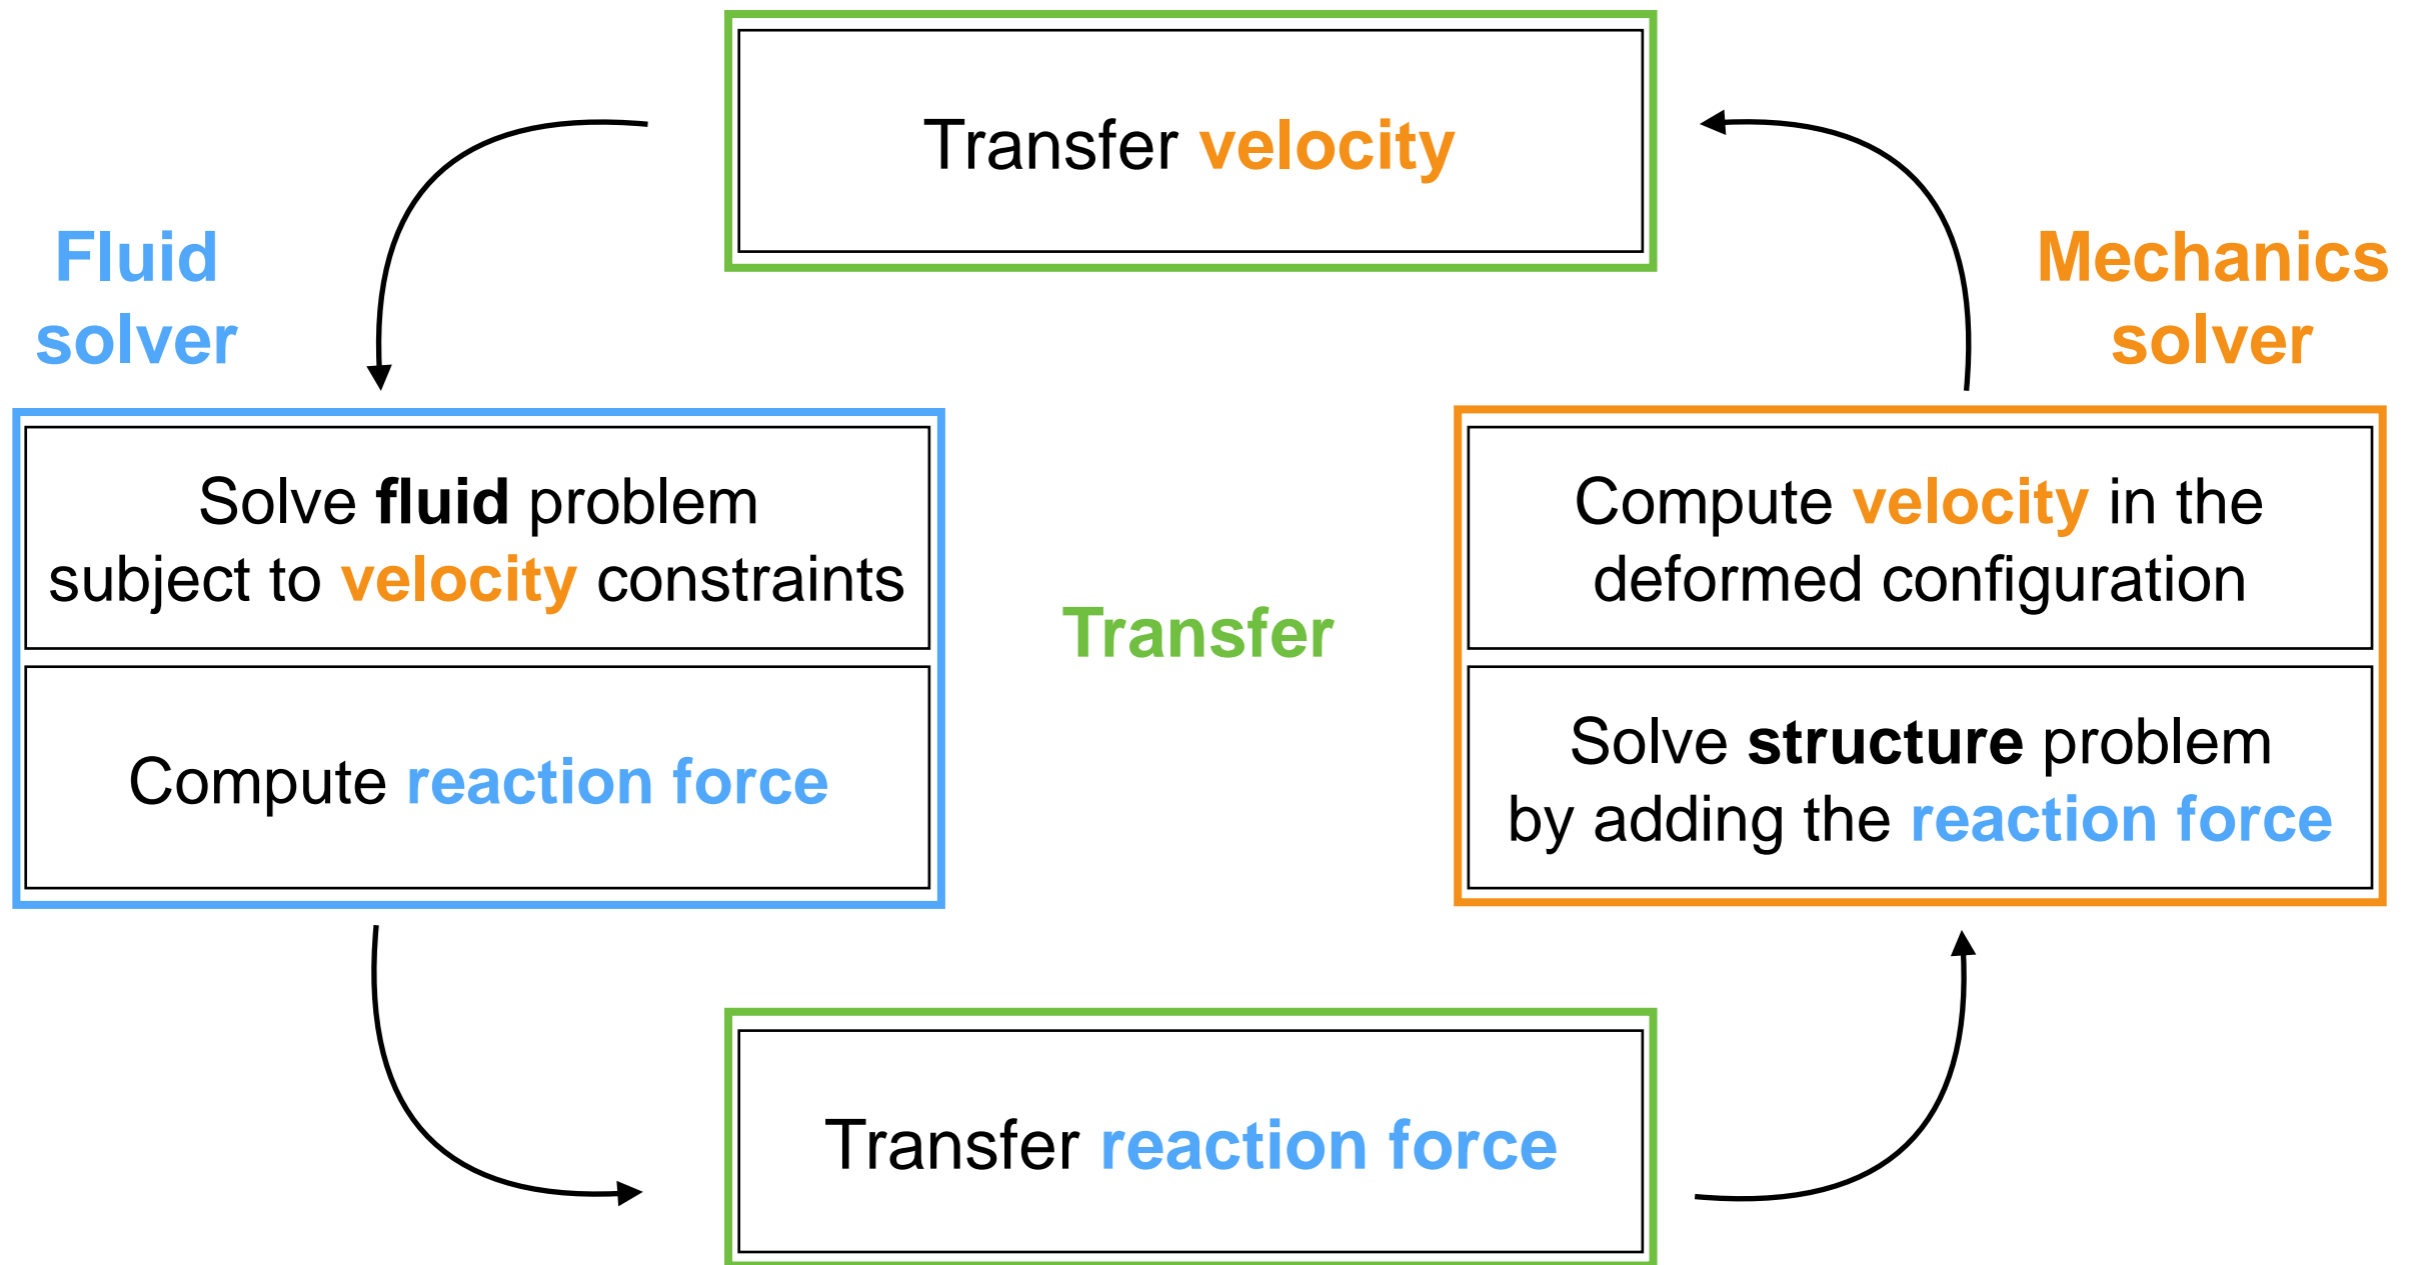 Transfer velocity
Fluid
solver
Mechanics
solver
Solve fluid problem
subject to velocity constraints
Compute reaction force
Transfer
Compute velocity in the
deformed configuration
Solve structure problem
by adding the reaction force
Transfer reaction force